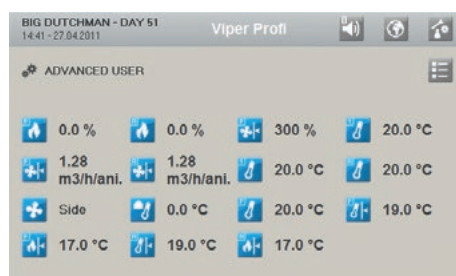 BIG DUTCHMAN - DAY 51
14:41 - 27.04.2011
Viper Profi
ADVANCED USER
0.0 % 0.0 % 300 % 20.0 °C
1.28 m3/h/ani. 1.28 m3/h/ani. 20.0 °C 20.0 °C
Side 0.0 °C 20.0 °C 19.0 °C
17.0 °C 19.0 °C 17.0 °C